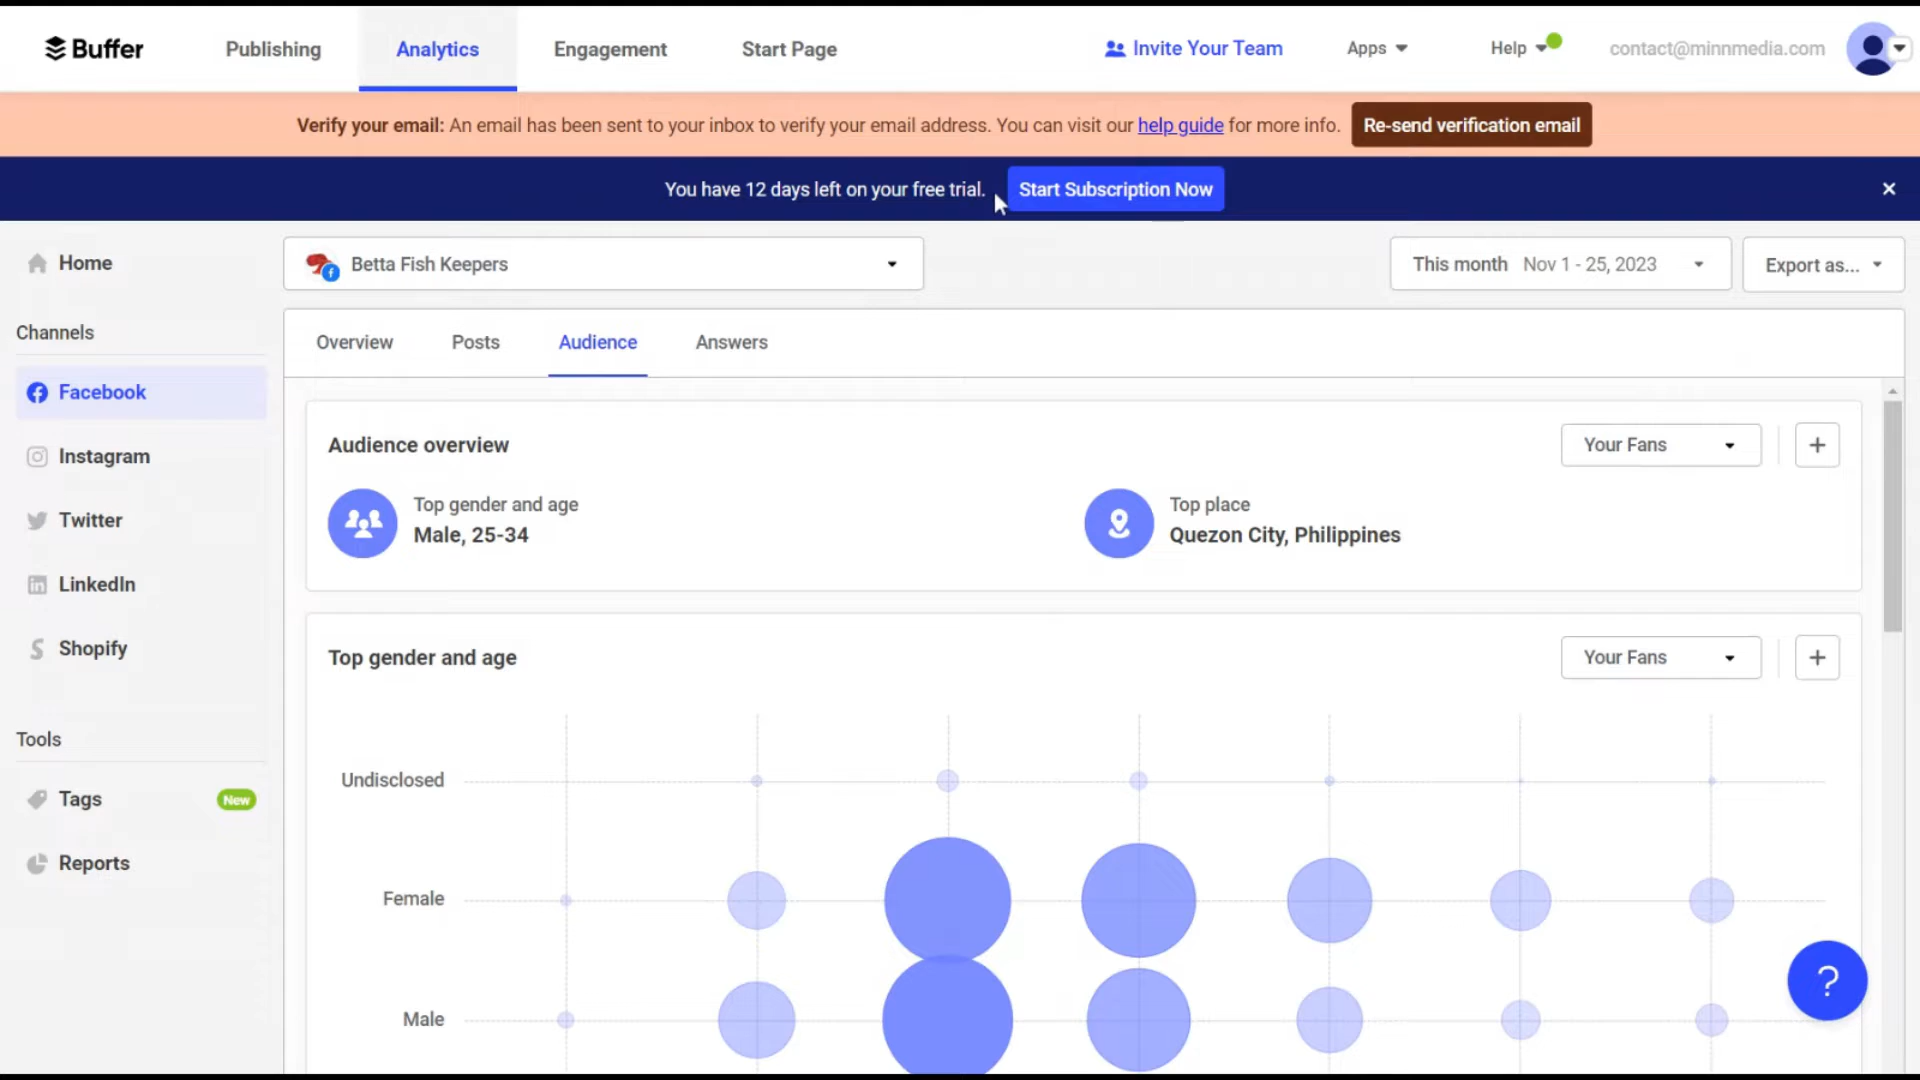 Buffer
Publishing
Analytics
Engagement
Start Page
Invite Your Team
Apps
Help
contact@minnmedia.com
Verify your email: An email has been sent to your inbox to verify your email address. You can visit our help guide for more info.
Re-send verification email
You have 12 days left on your free trial.
Start Subscription Now
Home
Betta Fish Keepers
This month Nov 1 - 25, 2023
Export as...
Channels
Overview
Posts
Audience
Answers
Facebook
Instagram
Twitter
LinkedIn
Shopify
Audience overview
Your Fans
Top gender and age
Male, 25-34
Top place
Quezon City, Philippines
Top gender and age
Your Fans
Tools
Tags
New
Reports
Undisclosed
Female
Male
?